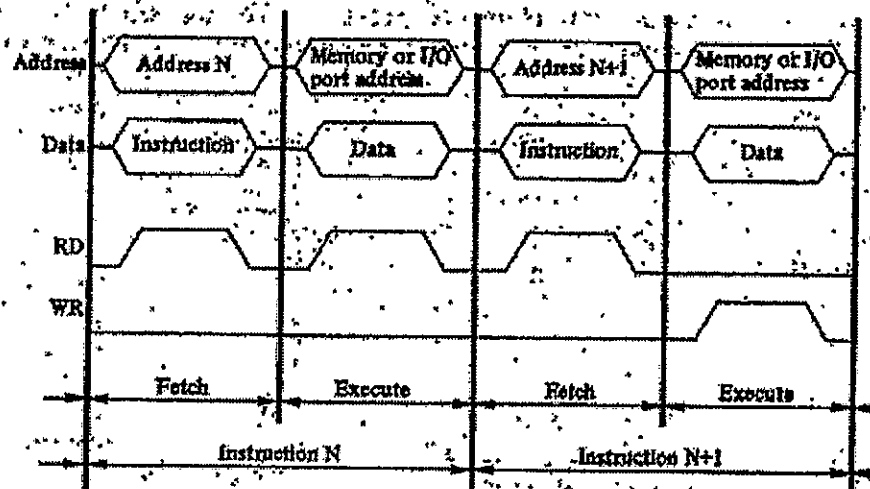 Address
Address N
Memory or I/O
port address
Address N+1
Memory or I/O
port address
Data
Instruction
Data
Instruction
Data
RD
WR
Fetch
Execute
Fetch
Execute
Instruction N
Instruction N+1